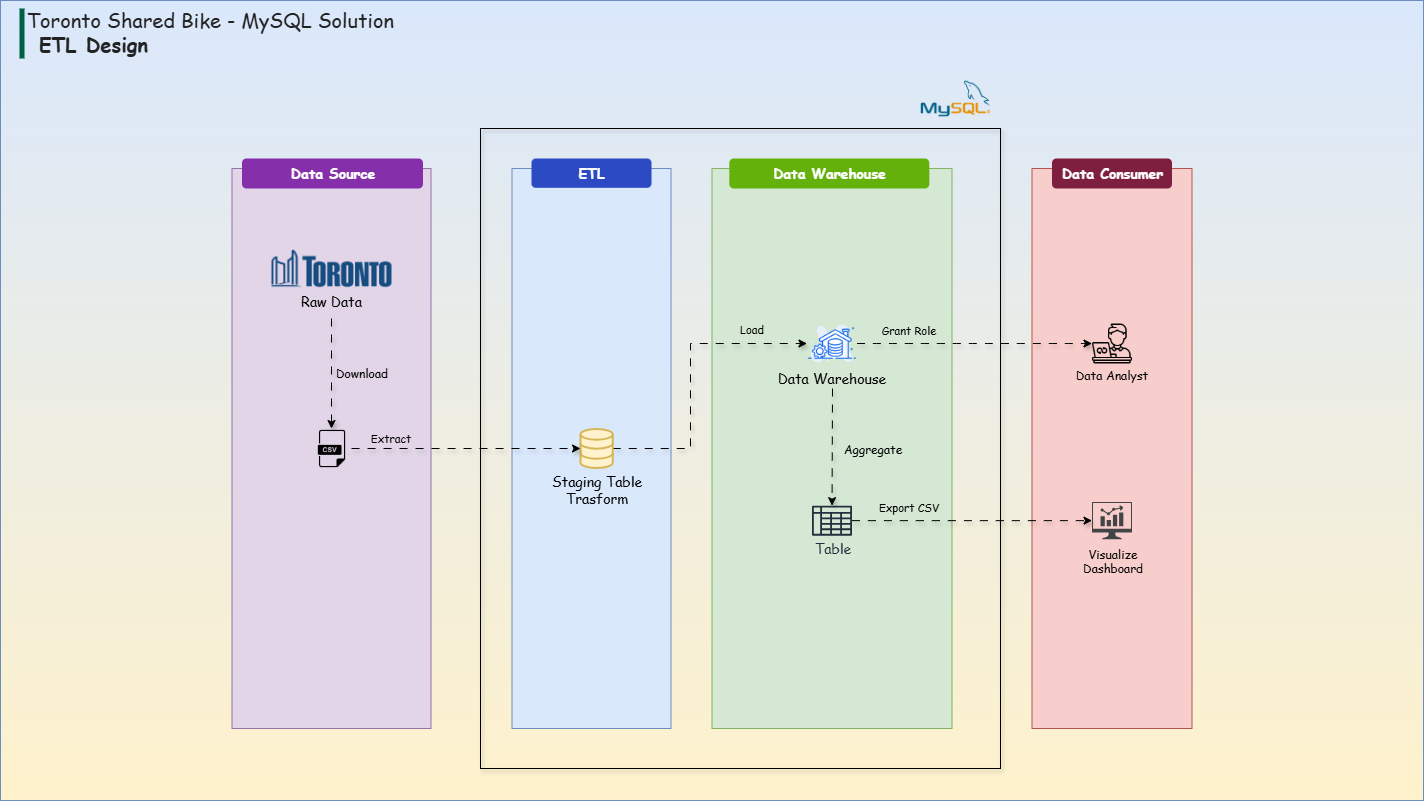 Toronto Shared Bike - MySQL Solution
ETL Design
MySQL
Data Source
ETL
Data Warehouse
Data Consumer
TORONTO
Raw Data
Download
CSV
Extract
Staging Table
Trasform
Load
Data Warehouse
Grant Role
Data Analyst
Aggregate
Table
Export CSV
Visualize
Dashboard